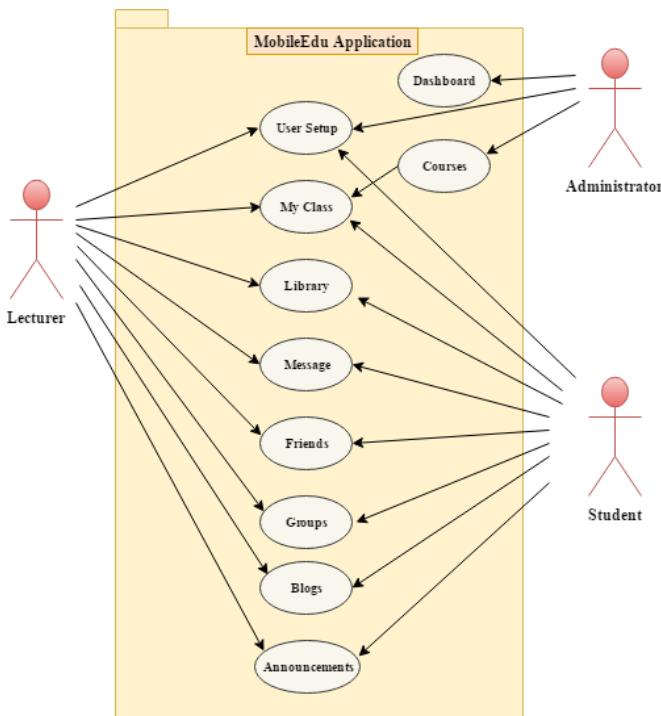 MobileEdu Application
Dashboard
User Setup
Courses
Administrator
My Class
Library
Lecturer
Message
Friends
Groups
Student
Blogs
Announcements